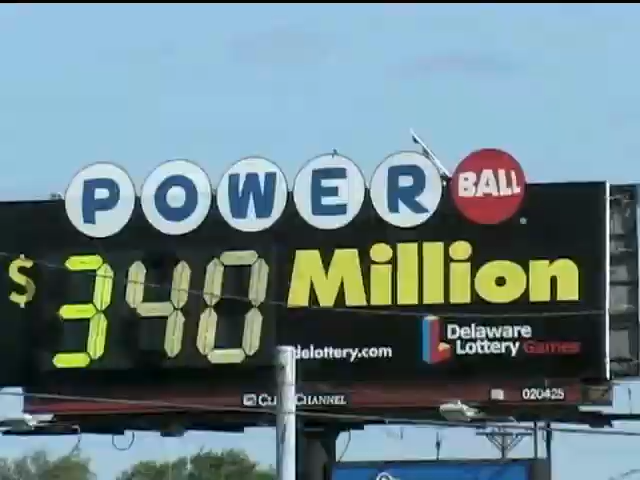 POWER BALL
$340 Million
delottery.com
Delaware
Lottery Games
CLEAR CHANNEL
020425